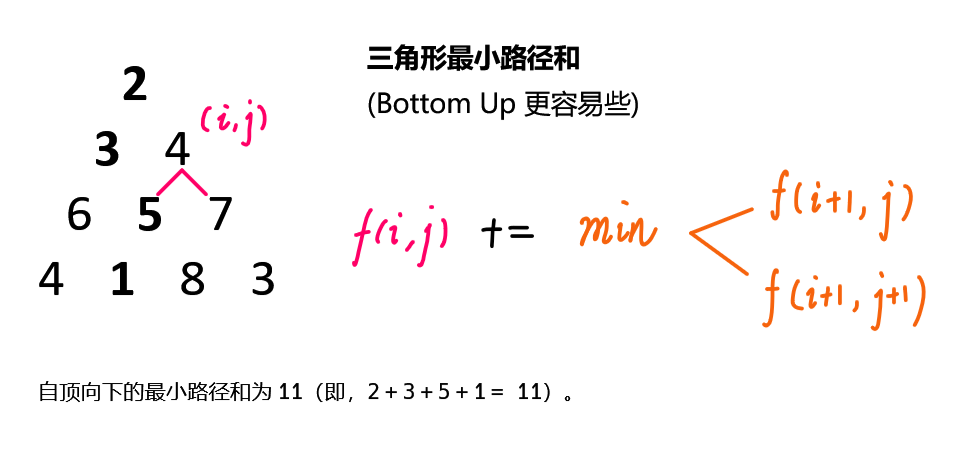 三角形最小路径和
(Bottom Up 更容易些)
2
3 4 (i,j)
6 5 7
4 1 8 3
f(i,j) += min
f(i+1, j)
f(i+1, j+1)
自顶向下的最小路径和为 11（即，2 + 3 + 5 + 1 = 11）。